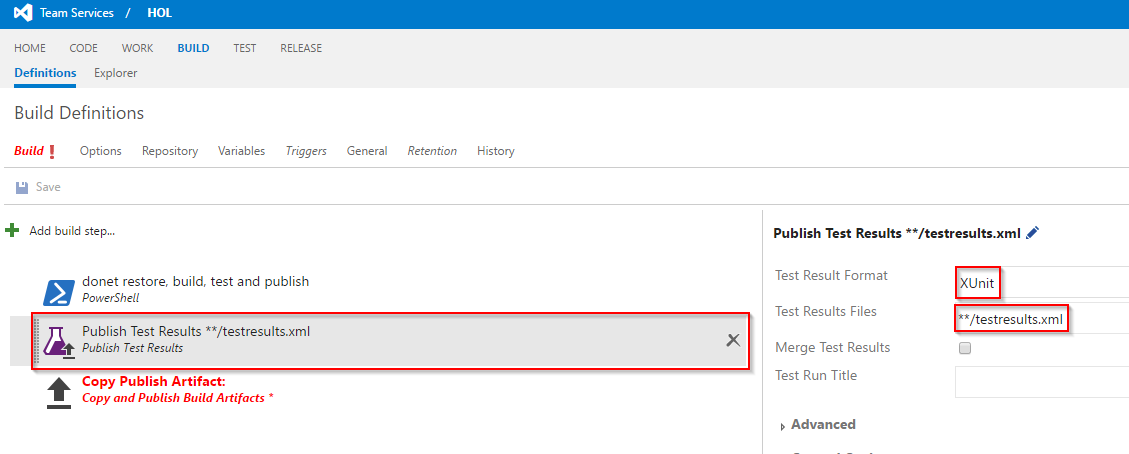 Team Services / HOL
HOME CODE WORK BUILD TEST RELEASE
Definitions Explorer
Build Definitions
Build Options Repository Variables Triggers General Retention History
Save
Add build step...
donet restore, build, test and publish
PowerShell
Publish Test Results **/testresults.xml
Publish Test Results
Copy Publish Artifact:
Copy and Publish Build Artifacts *
Publish Test Results **/testresults.xml
Test Result Format XUnit
Test Results Files **/testresults.xml
Merge Test Results
Test Run Title
Advanced